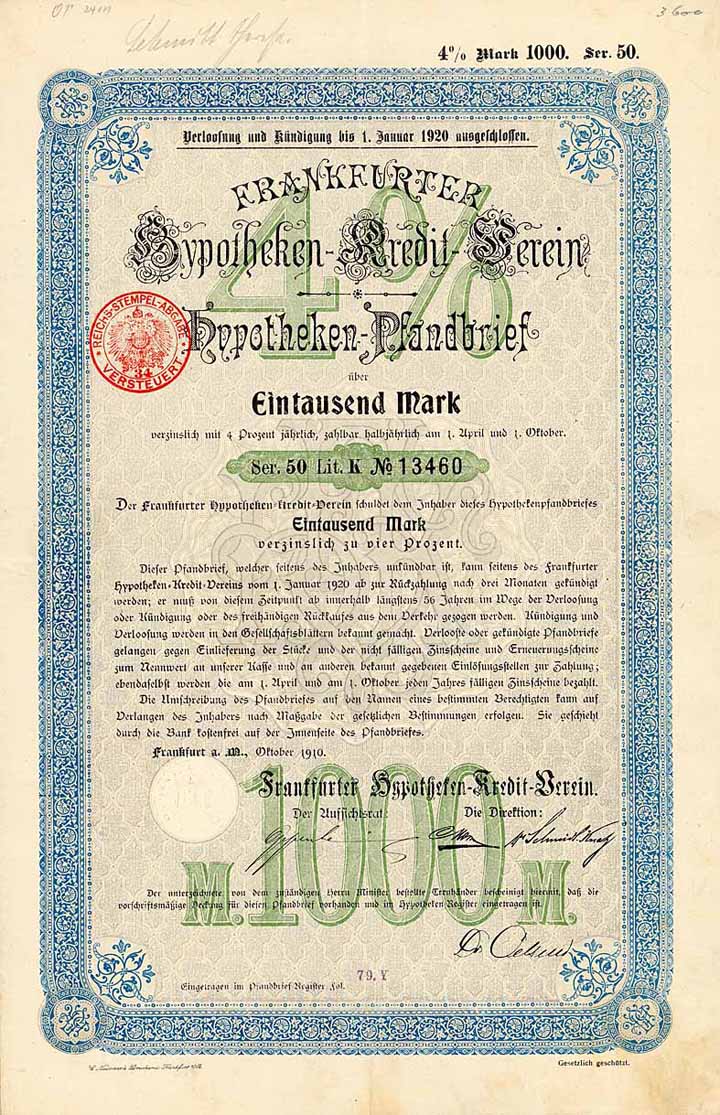 3600
4% Mark 1000. Ser. 50.
Verloosung und Kündigung bis 1. Januar 1920 ausgeschlossen.
FRANKFURTER
4%
Hypotheken-Kredit-Verein
Hypotheken-Pfandbrief
REICHS-STEMPEL-ABGABE
34
VERSTEUERT
über
Eintausend Mark
verzinslich mit 4 Prozent jährlich, zahlbar halbjährlich am 1. April und 1. Oktober.
Ser. 50 Lit. K № 13460
Der Frankfurter Hypotheken-Kredit-Verein schuldet dem Inhaber dieses Hypothekenpfandbriefes
Eintausend Mark
verzinslich zu vier Prozent.
Dieser Pfandbrief, welcher seitens des Inhabers unkündbar ist, kann seitens des Frankfurter
Hypotheken-Kredit-Vereins vom 1. Januar 1920 ab zur Rückzahlung nach drei Monaten gekündigt
werden; er muß von diesem Zeitpunkt ab innerhalb längstens 56 Jahren im Wege der Verloosung
oder Kündigung oder des freihändigen Rückkaufes aus dem Verkehr gezogen werden. Kündigung und
Verloosung werden in den Gesellschaftsblättern bekannt gemacht. Verlooste oder gekündigte Pfandbriefe
gelangen gegen Einlieferung der Stücke und der nicht fälligen Zinsscheine und Erneuerungsscheine
zum Nennwert an unserer Kasse und an anderen bekannt gegebenen Einlösungsstellen zur Zahlung;
ebendaselbst werden die am 1. April und am 1. Oktober jeden Jahres fälligen Zinsscheine bezahlt.
Die Umschreibung des Pfandbriefes auf den Namen eines bestimmten Berechtigten kann auf
Verlangen des Inhabers nach Maßgabe der gesetzlichen Bestimmungen erfolgen. Sie geschieht
durch die Bank kostenfrei auf der Innenseite des Pfandbriefes.
Frankfurt a. M., Oktober 1910.
Frankfurter Hypotheken-Kredit-Verein.
Der Aufsichtsrat: Die Direktion:
M. 1000 M.
Der unterzeichnete, von dem zuständigen Herrn Minister bestellte Treuhänder bescheinigt hiermit, daß die
vorschriftsmäßige Deckung für diesen Pfandbrief vorhanden und im Hypotheken-Register eingetragen ist.
79. Y
Eingetragen im Pfandbrief-Register Fol.
Gesetzlich geschützt.